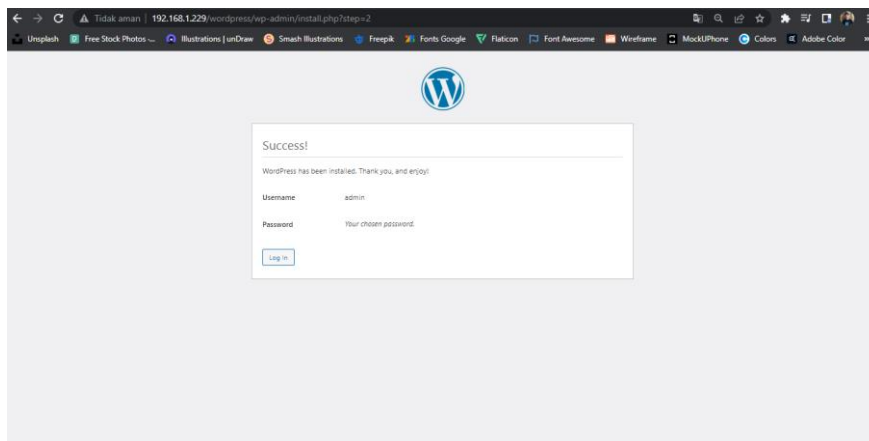 Tidak aman | 192.168.1.229/wordpress/wp-admin/install.php?step=2
Unsplash Free Stock Photos -... Illustrations | unDraw Smash Illustrations Freepik Fonts Google Flaticon Font Awesome Wireframe MockUPhone Colors Adobe Color »
Success!
WordPress has been installed. Thank you, and enjoy!
Username admin
Password Your chosen password.
Log in